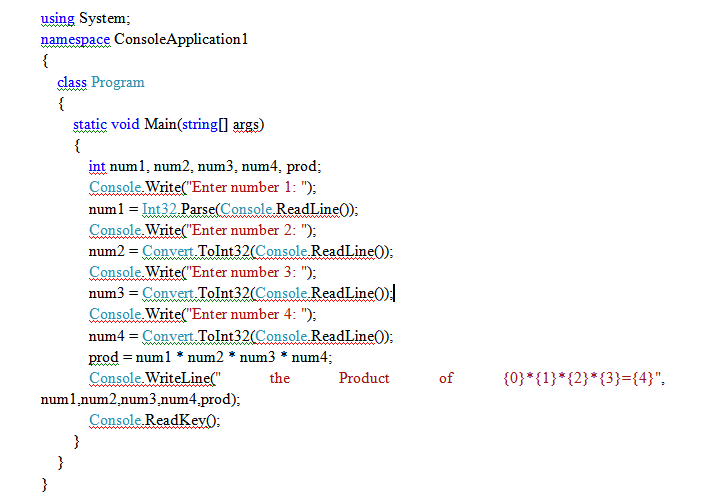 using System;
namespace ConsoleApplication1
{
class Program
{
static void Main(string[] args)
{
int num1, num2, num3, num4, prod;
Console.Write("Enter number 1: ");
num1 = Int32.Parse(Console.ReadLine());
Console.Write("Enter number 2: ");
num2 = Convert.ToInt32(Console.ReadLine());
Console.Write("Enter number 3: ");
num3 = Convert.ToInt32(Console.ReadLine());
Console.Write("Enter number 4: ");
num4 = Convert.ToInt32(Console.ReadLine());
prod = num1 * num2 * num3 * num4;
Console.WriteLine(" the Product of {0}*{1}*{2}*{3}={4}",
num1,num2,num3,num4,prod);
Console.ReadKey();
}
}
}